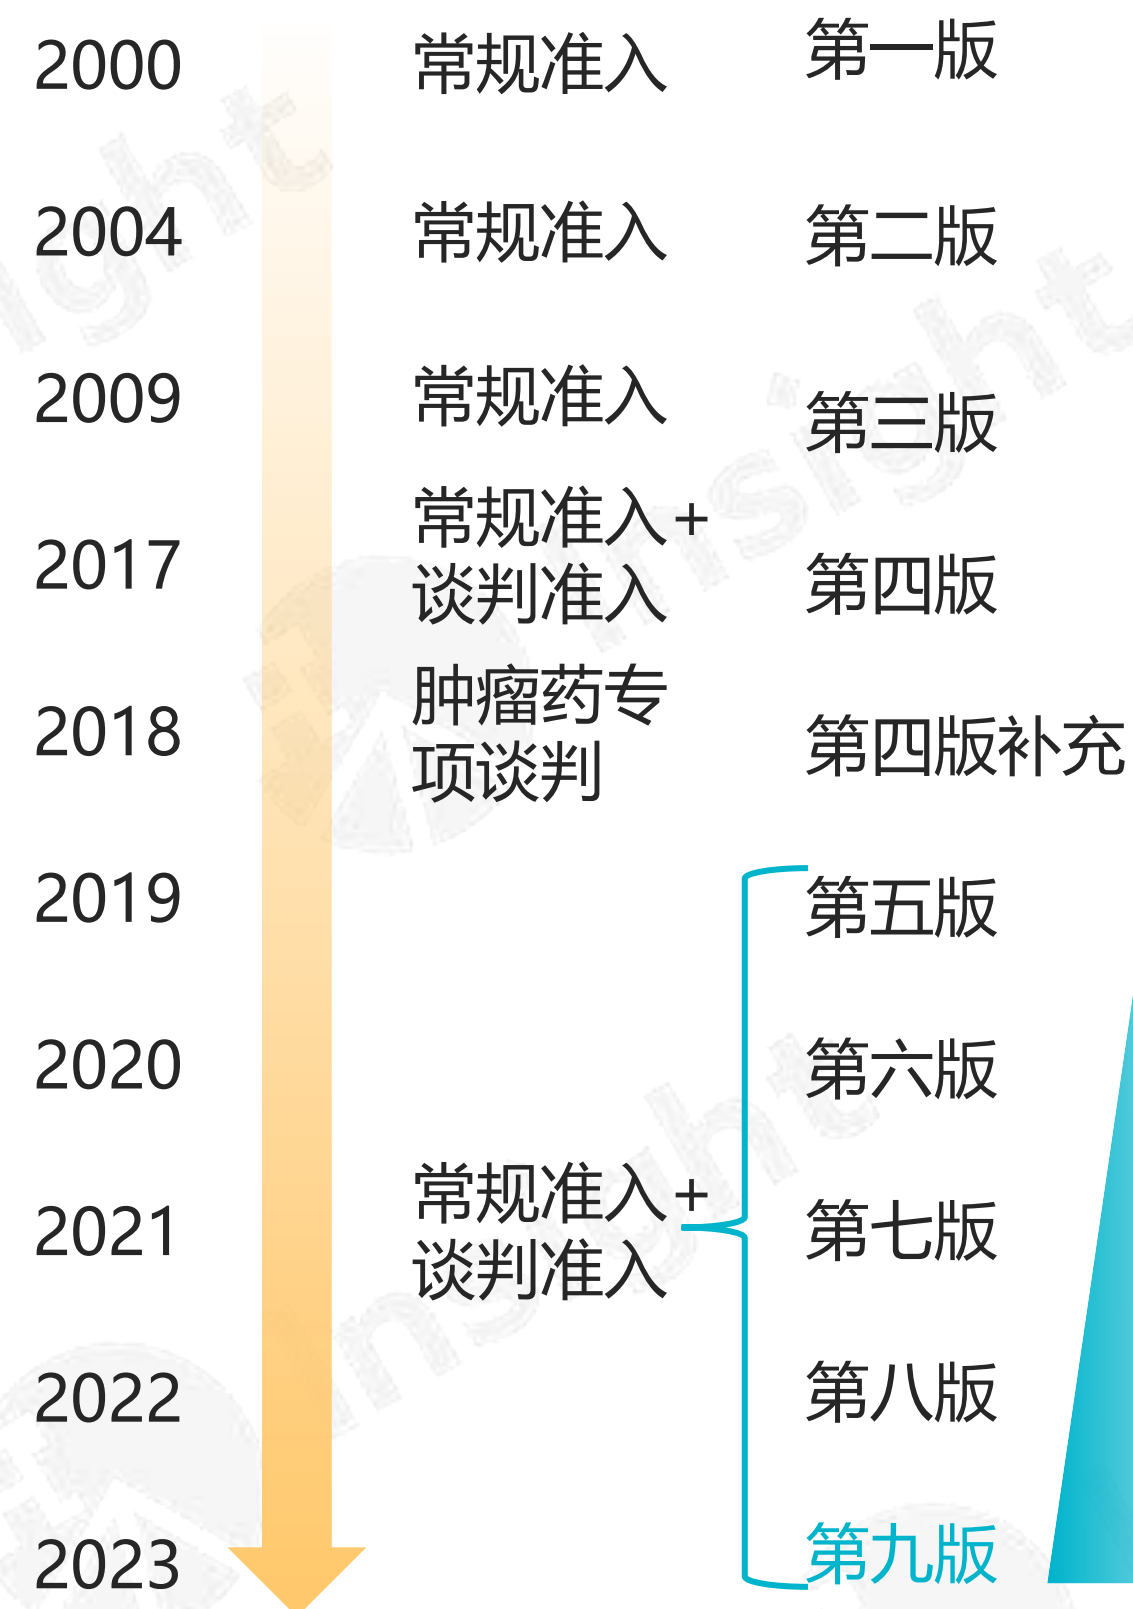 2000 常规准入 第一版
2004 常规准入 第二版
2009 常规准入 第三版
2017 常规准入+
谈判准入 第四版
2018 肿瘤药专
项谈判 第四版补充
2019 第五版
2020 第六版
2021 常规准入+
谈判准入 第七版
2022 第八版
2023 第九版
Insight
Insight
Insight